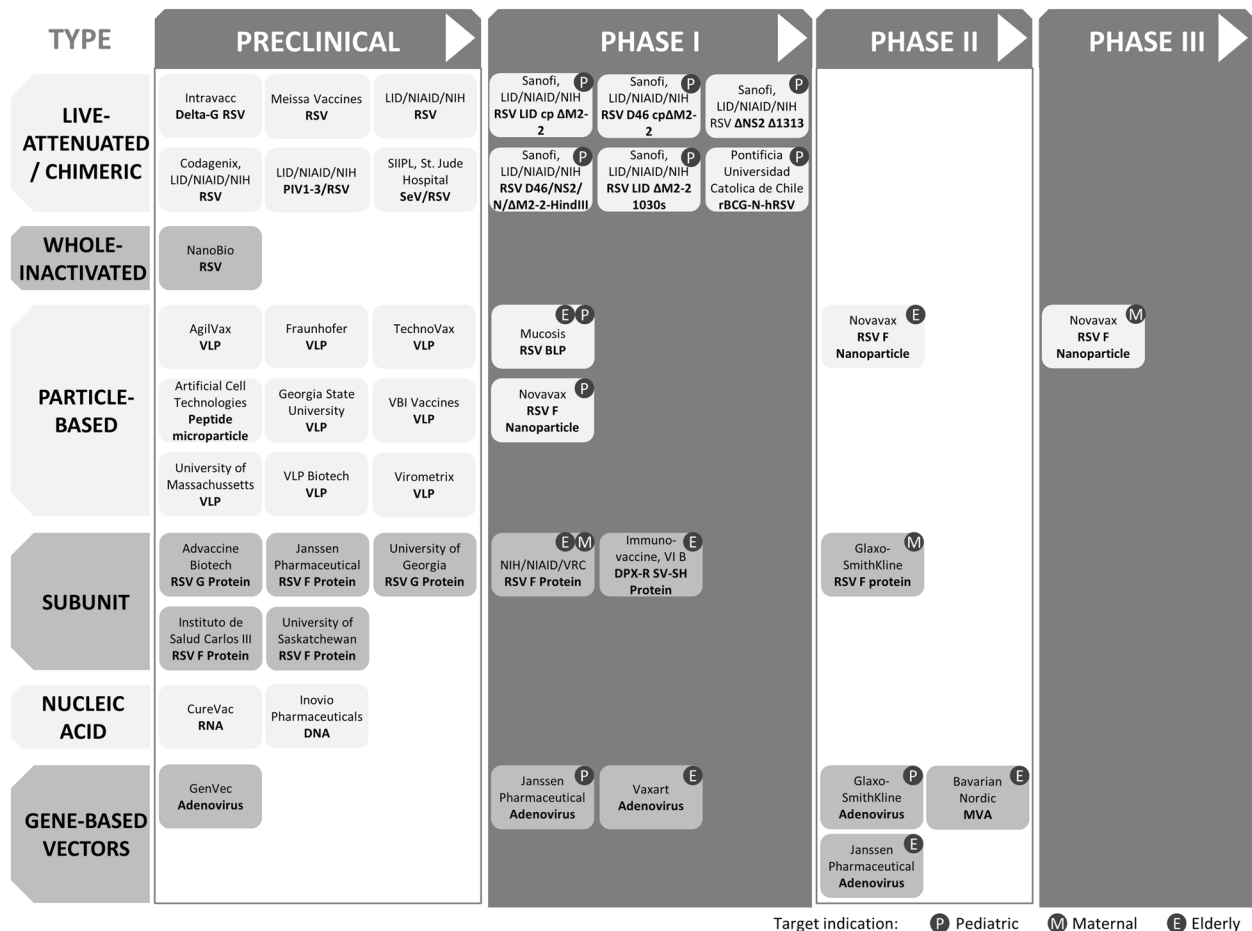 TYPE
PRECLINICAL
PHASE I
PHASE II
PHASE III
LIVE-
ATTENUATED
/ CHIMERIC
Intravacc
Delta-G RSV
Meissa Vaccines
RSV
LID/NIAID/NIH
RSV
Codagenix,
LID/NIAID/NIH
RSV
LID/NIAID/NIH
PIV1-3/RSV
SIIPL, St. Jude
Hospital
SeV/RSV
P
Sanofi,
LID/NIAID/NIH
RSV LID cp ΔM2-
2
P
Sanofi,
LID/NIAID/NIH
RSV D46 cpΔM2-
2
P
Sanofi,
LID/NIAID/NIH
RSV ΔNS2 Δ1313
P
Sanofi,
LID/NIAID/NIH
RSV D46/NS2/
N/ΔM2-2-HindIII
P
Sanofi,
LID/NIAID/NIH
RSV LID ΔM2-2
1030s
P
Pontificia
Universidad
Catolica de Chile
rBCG-N-hRSV
WHOLE-
INACTIVATED
NanoBio
RSV
PARTICLE-
BASED
AgilVax
VLP
Fraunhofer
VLP
TechnoVax
VLP
Artificial Cell
Technologies
Peptide
microparticle
Georgia State
University
VLP
VBI Vaccines
VLP
University of
Massachussetts
VLP
VLP Biotech
VLP
Virometrix
VLP
E P
Mucosis
RSV BLP
P
Novavax
RSV F
Nanoparticle
E
Novavax
RSV F
Nanoparticle
M
Novavax
RSV F
Nanoparticle
SUBUNIT
Advaccine
Biotech
RSV G Protein
Janssen
Pharmaceutical
RSV F Protein
University of
Georgia
RSV G Protein
Instituto de
Salud Carlos III
RSV F Protein
University of
Saskatchewan
RSV F Protein
E M
NIH/NIAID/VRC
RSV F Protein
E
Immuno-
vaccine, VI B
DPX-R SV-SH
Protein
M
Glaxo-
SmithKline
RSV F protein
NUCLEIC
ACID
CureVac
RNA
Inovio
Pharmaceuticals
DNA
GENE-BASED
VECTORS
GenVec
Adenovirus
P
Janssen
Pharmaceutical
Adenovirus
E
Vaxart
Adenovirus
P
Glaxo-
SmithKline
Adenovirus
E
Bavarian
Nordic
MVA
E
Janssen
Pharmaceutical
Adenovirus
Target indication: P Pediatric M Maternal E Elderly